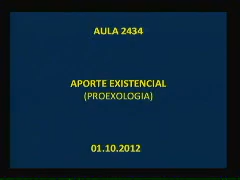 AULA 2434
APORTE EXISTENCIAL
(PROEXOLOGIA)
01.10.2012